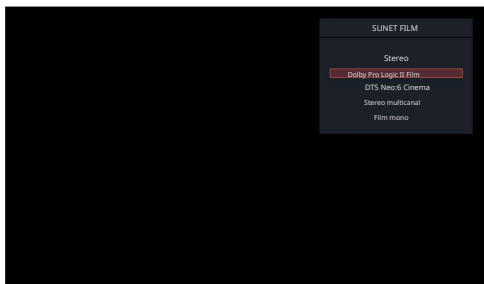 SUNET FILM
Stereo
Dolby Pro Logic II Film
DTS Neo:6 Cinema
Stereo multicanal
Film mono